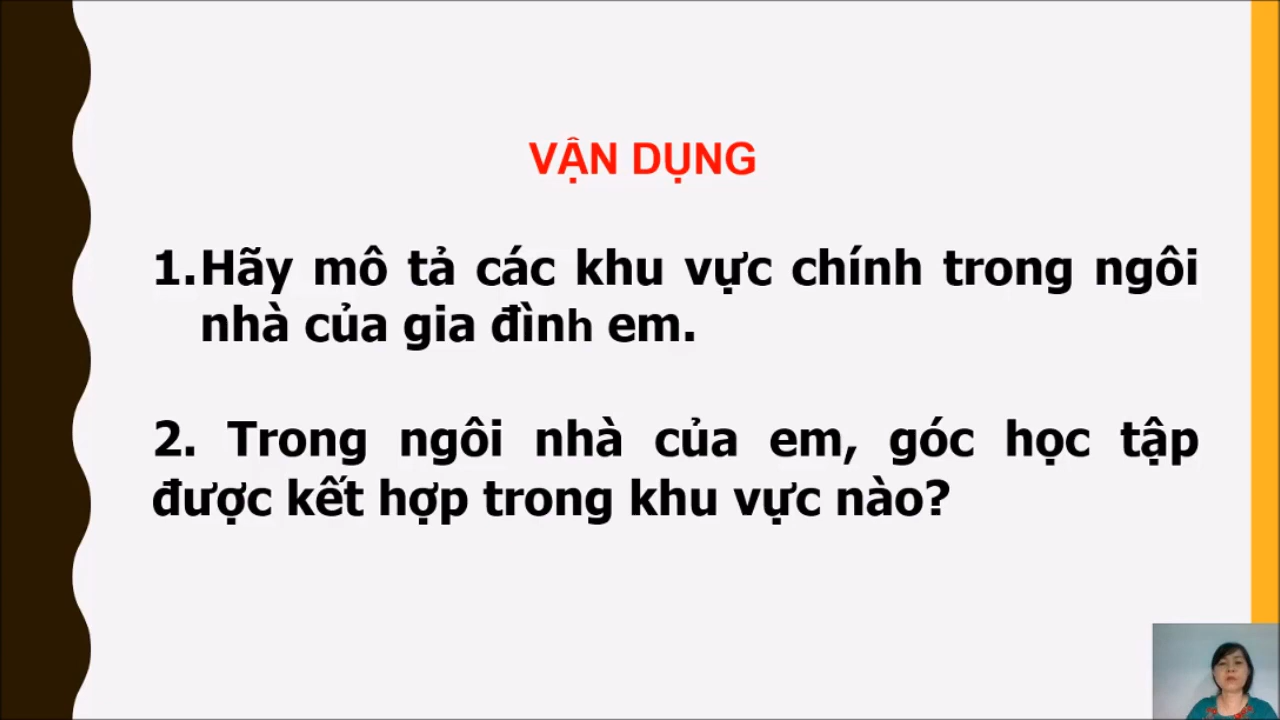 VẬN DỤNG
1.Hãy mô tả các khu vực chính trong ngôi
nhà của gia đình em.
2. Trong ngôi nhà của em, góc học tập
được kết hợp trong khu vực nào?